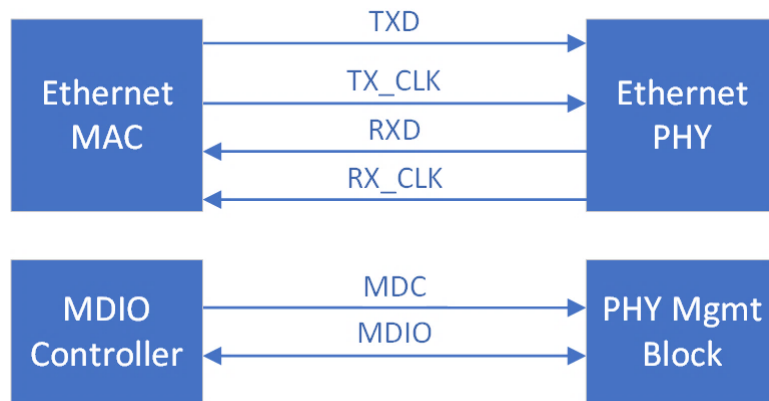 Ethernet
MAC
TXD
TX_CLK
RXD
RX_CLK
Ethernet
PHY
MDIO
Controller
MDC
MDIO
PHY Mgmt
Block